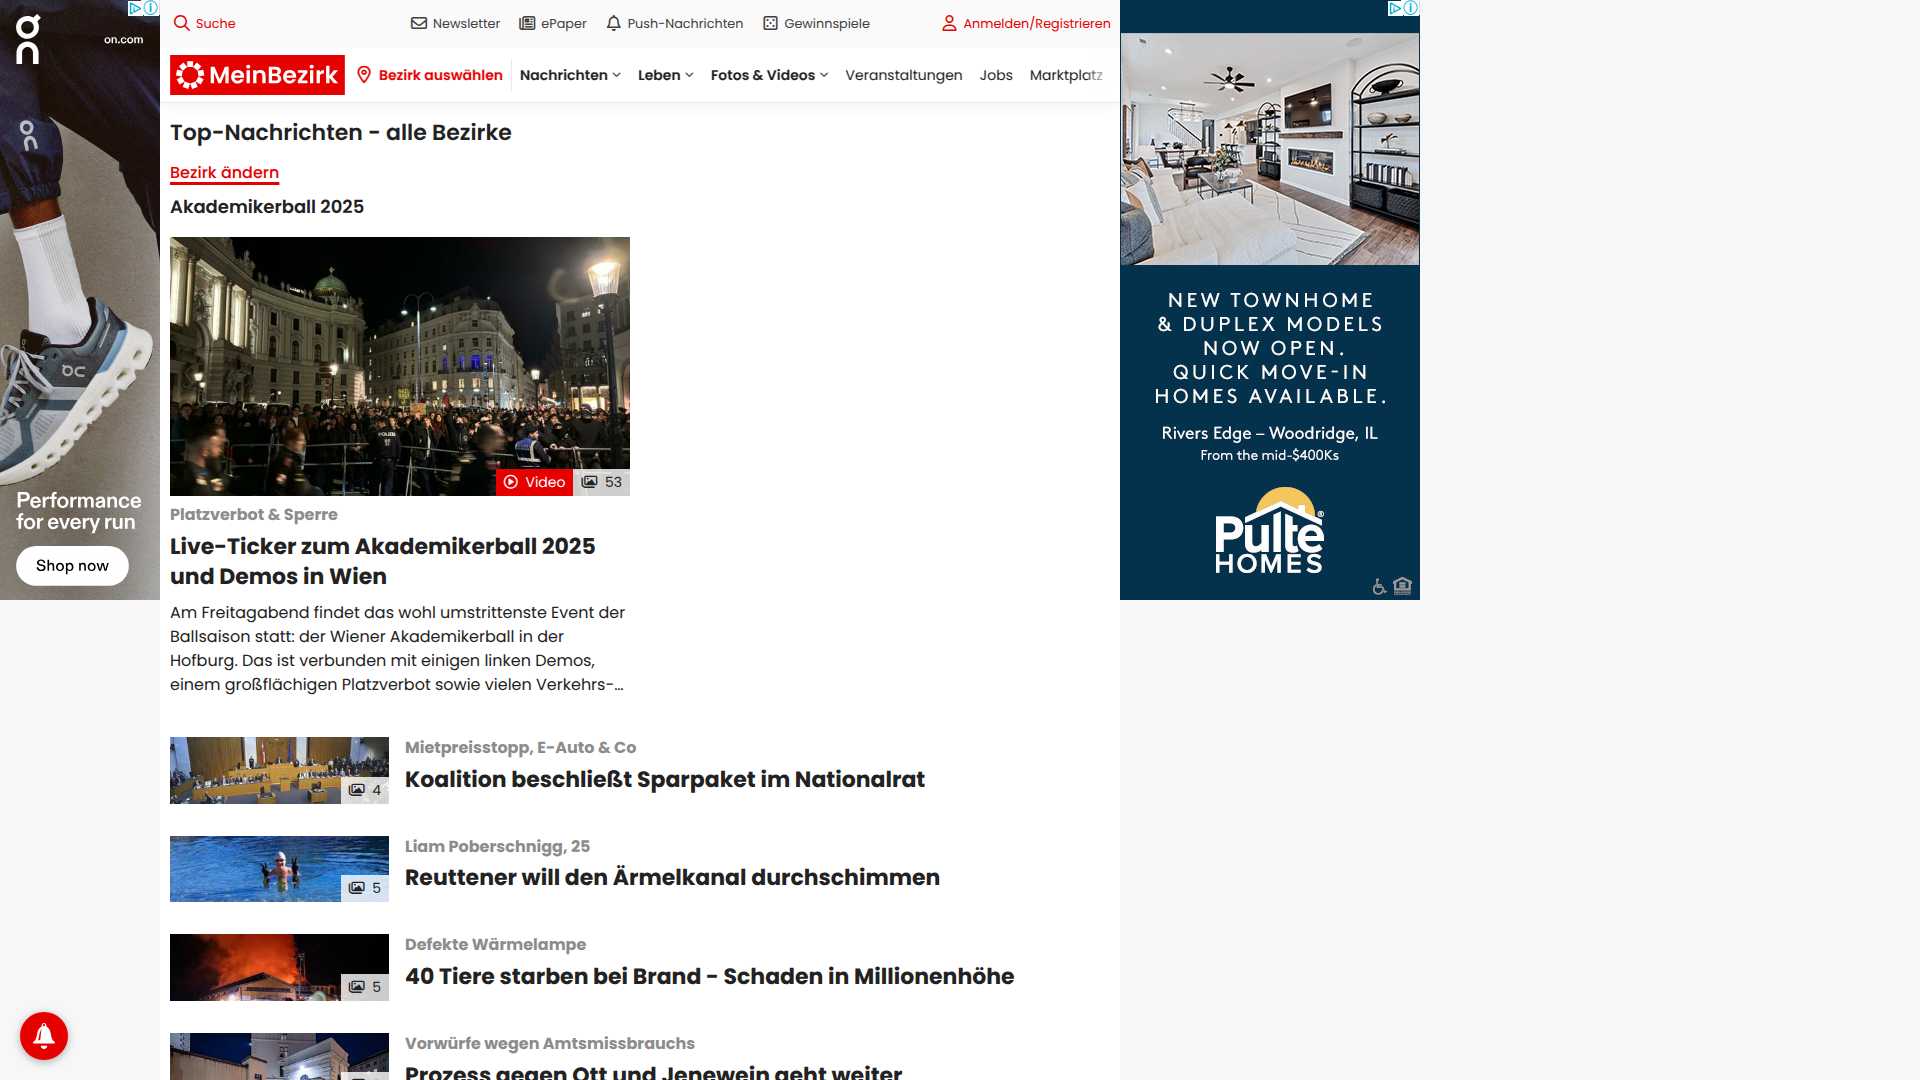 on.com
Performance
for every run
Shop now
Suche
Newsletter
ePaper
Push-Nachrichten
Gewinnspiele
Anmelden/Registrieren
MeinBezirk
Bezirk auswählen
Nachrichten
Leben
Fotos & Videos
Veranstaltungen
Jobs
Marktplatz
Top-Nachrichten - alle Bezirke
Bezirk ändern
Akademikerball 2025
Video
53
Platzverbot & Sperre
Live-Ticker zum Akademikerball 2025
und Demos in Wien
Am Freitagabend findet das wohl umstrittenste Event der
Ballsaison statt: der Wiener Akademikerball in der
Hofburg. Das ist verbunden mit einigen linken Demos,
einem großflächigen Platzverbot sowie vielen Verkehrs-...
4
Mietpreisstopp, E-Auto & Co
Koalition beschließt Sparpaket im Nationalrat
5
Liam Poberschnigg, 25
Reuttener will den Ärmelkanal durchschimmen
5
Defekte Wärmelampe
40 Tiere starben bei Brand - Schaden in Millionenhöhe
Vorwürfe wegen Amtsmissbrauchs
Prozess gegen Ott und Jenewein geht weiter
NEW TOWNHOME
& DUPLEX MODELS
NOW OPEN.
QUICK MOVE-IN
HOMES AVAILABLE.
Rivers Edge – Woodridge, IL
From the mid-$400Ks
Pulte®
HOMES